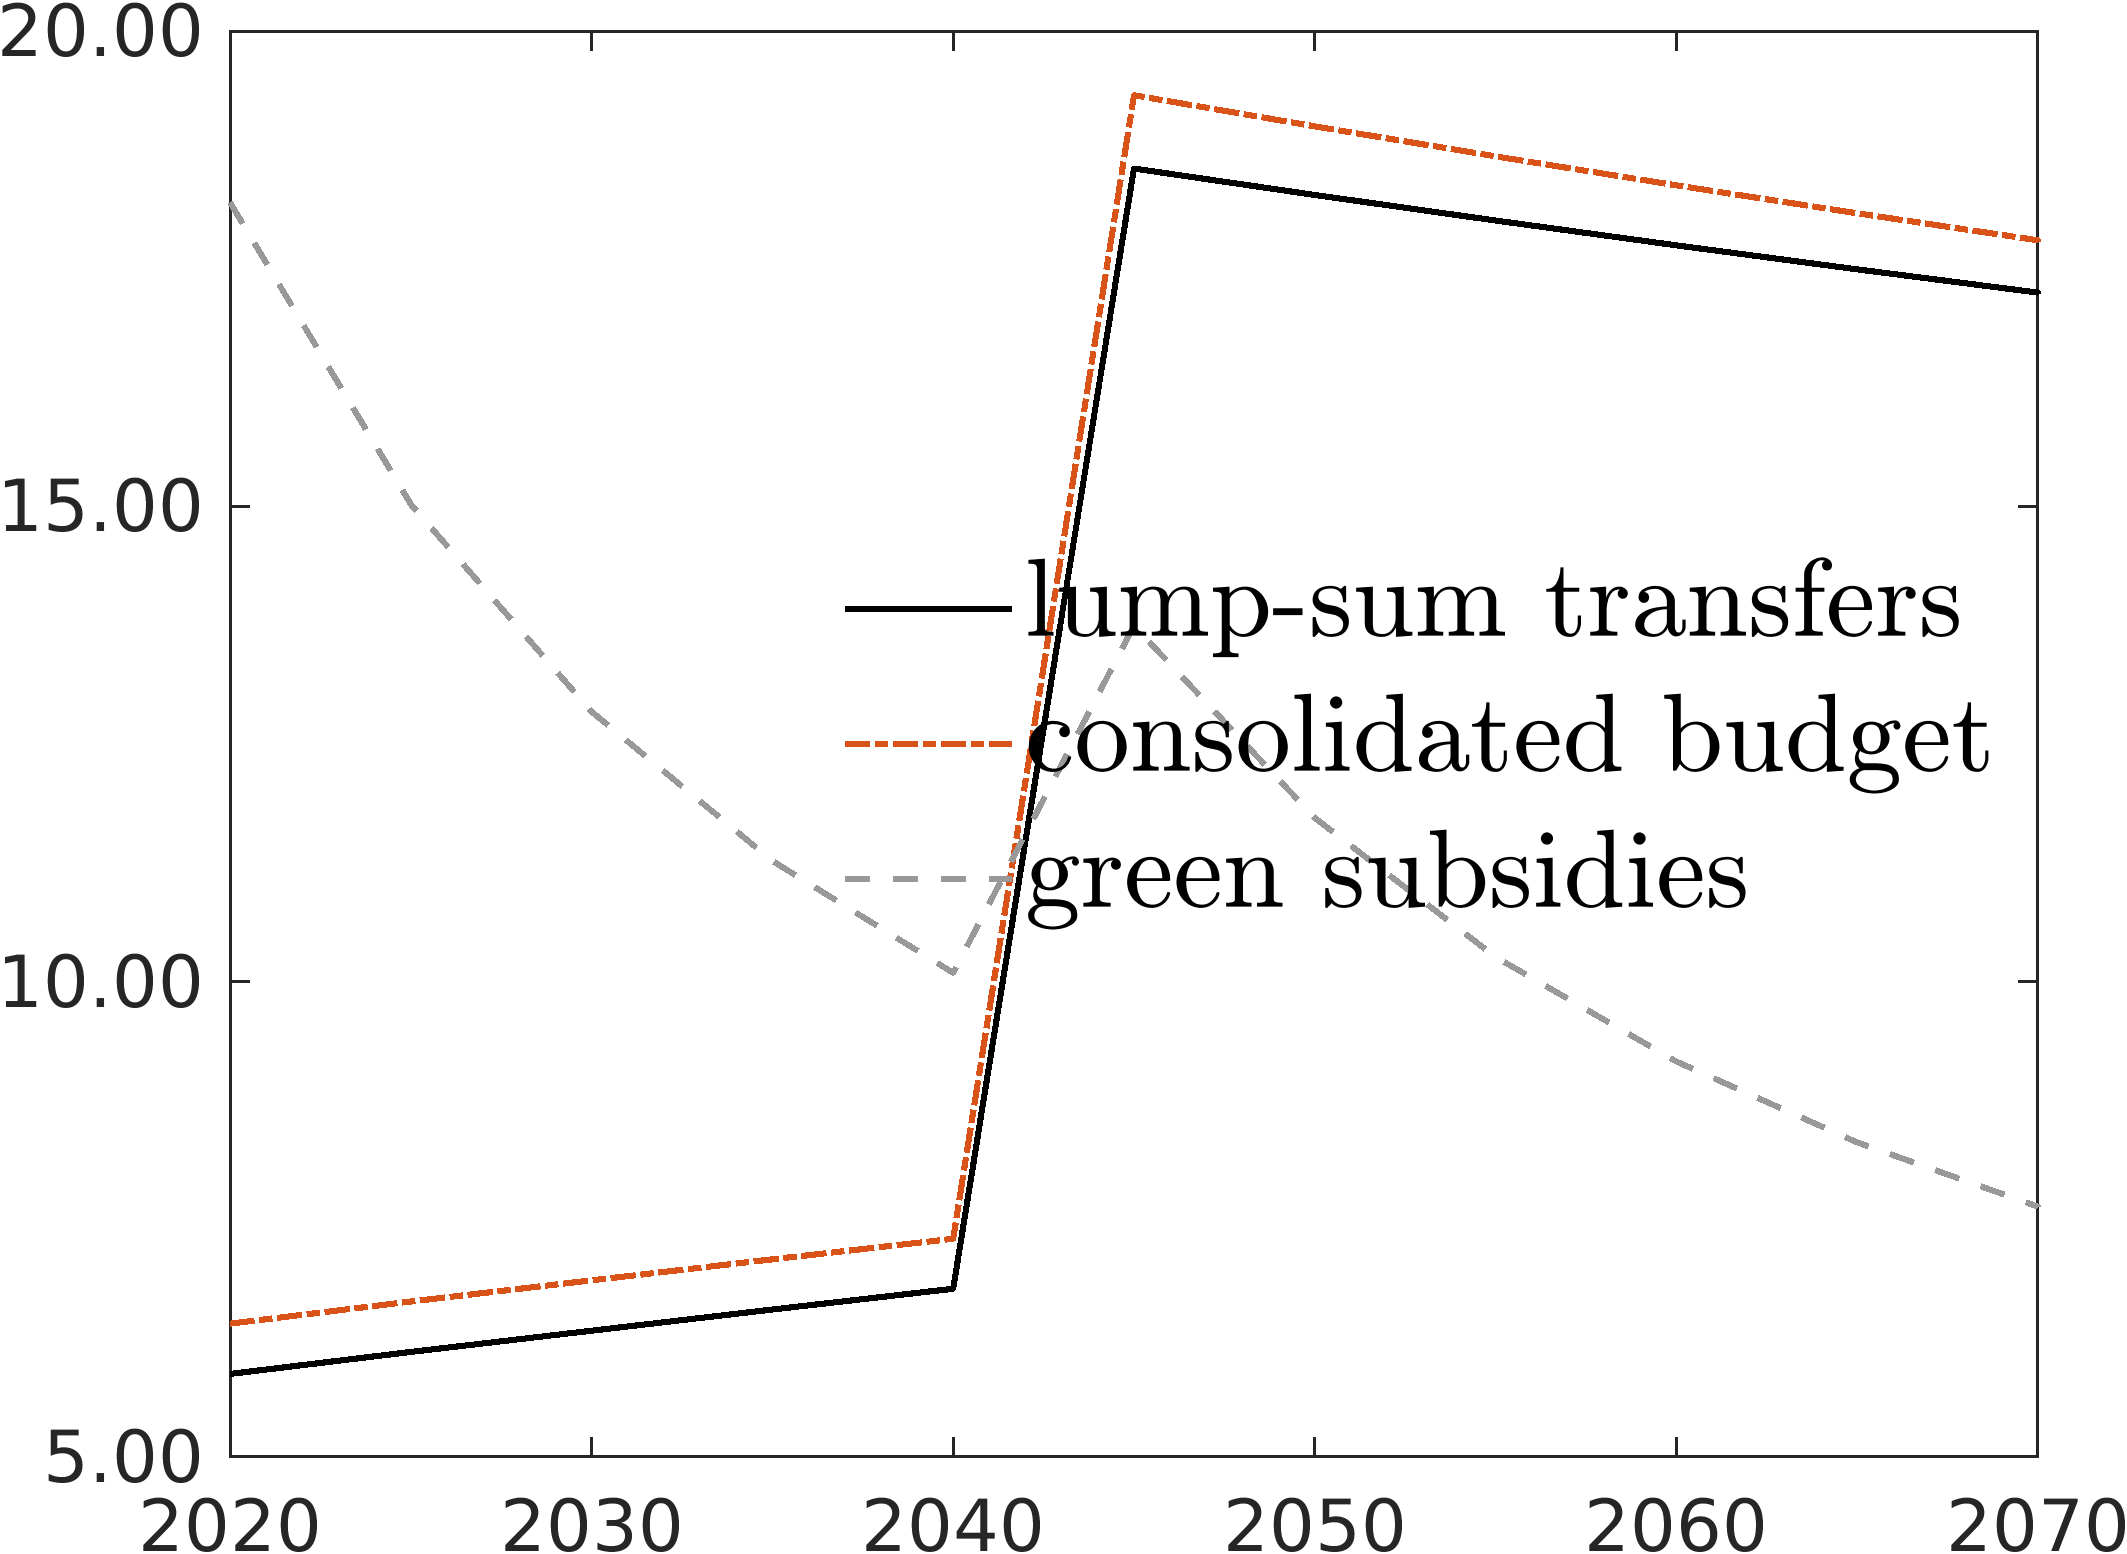 20.00
15.00
10.00
5.00
lump-sum transfers
consolidated budget
green subsidies
2020 2030 2040 2050 2060 2070